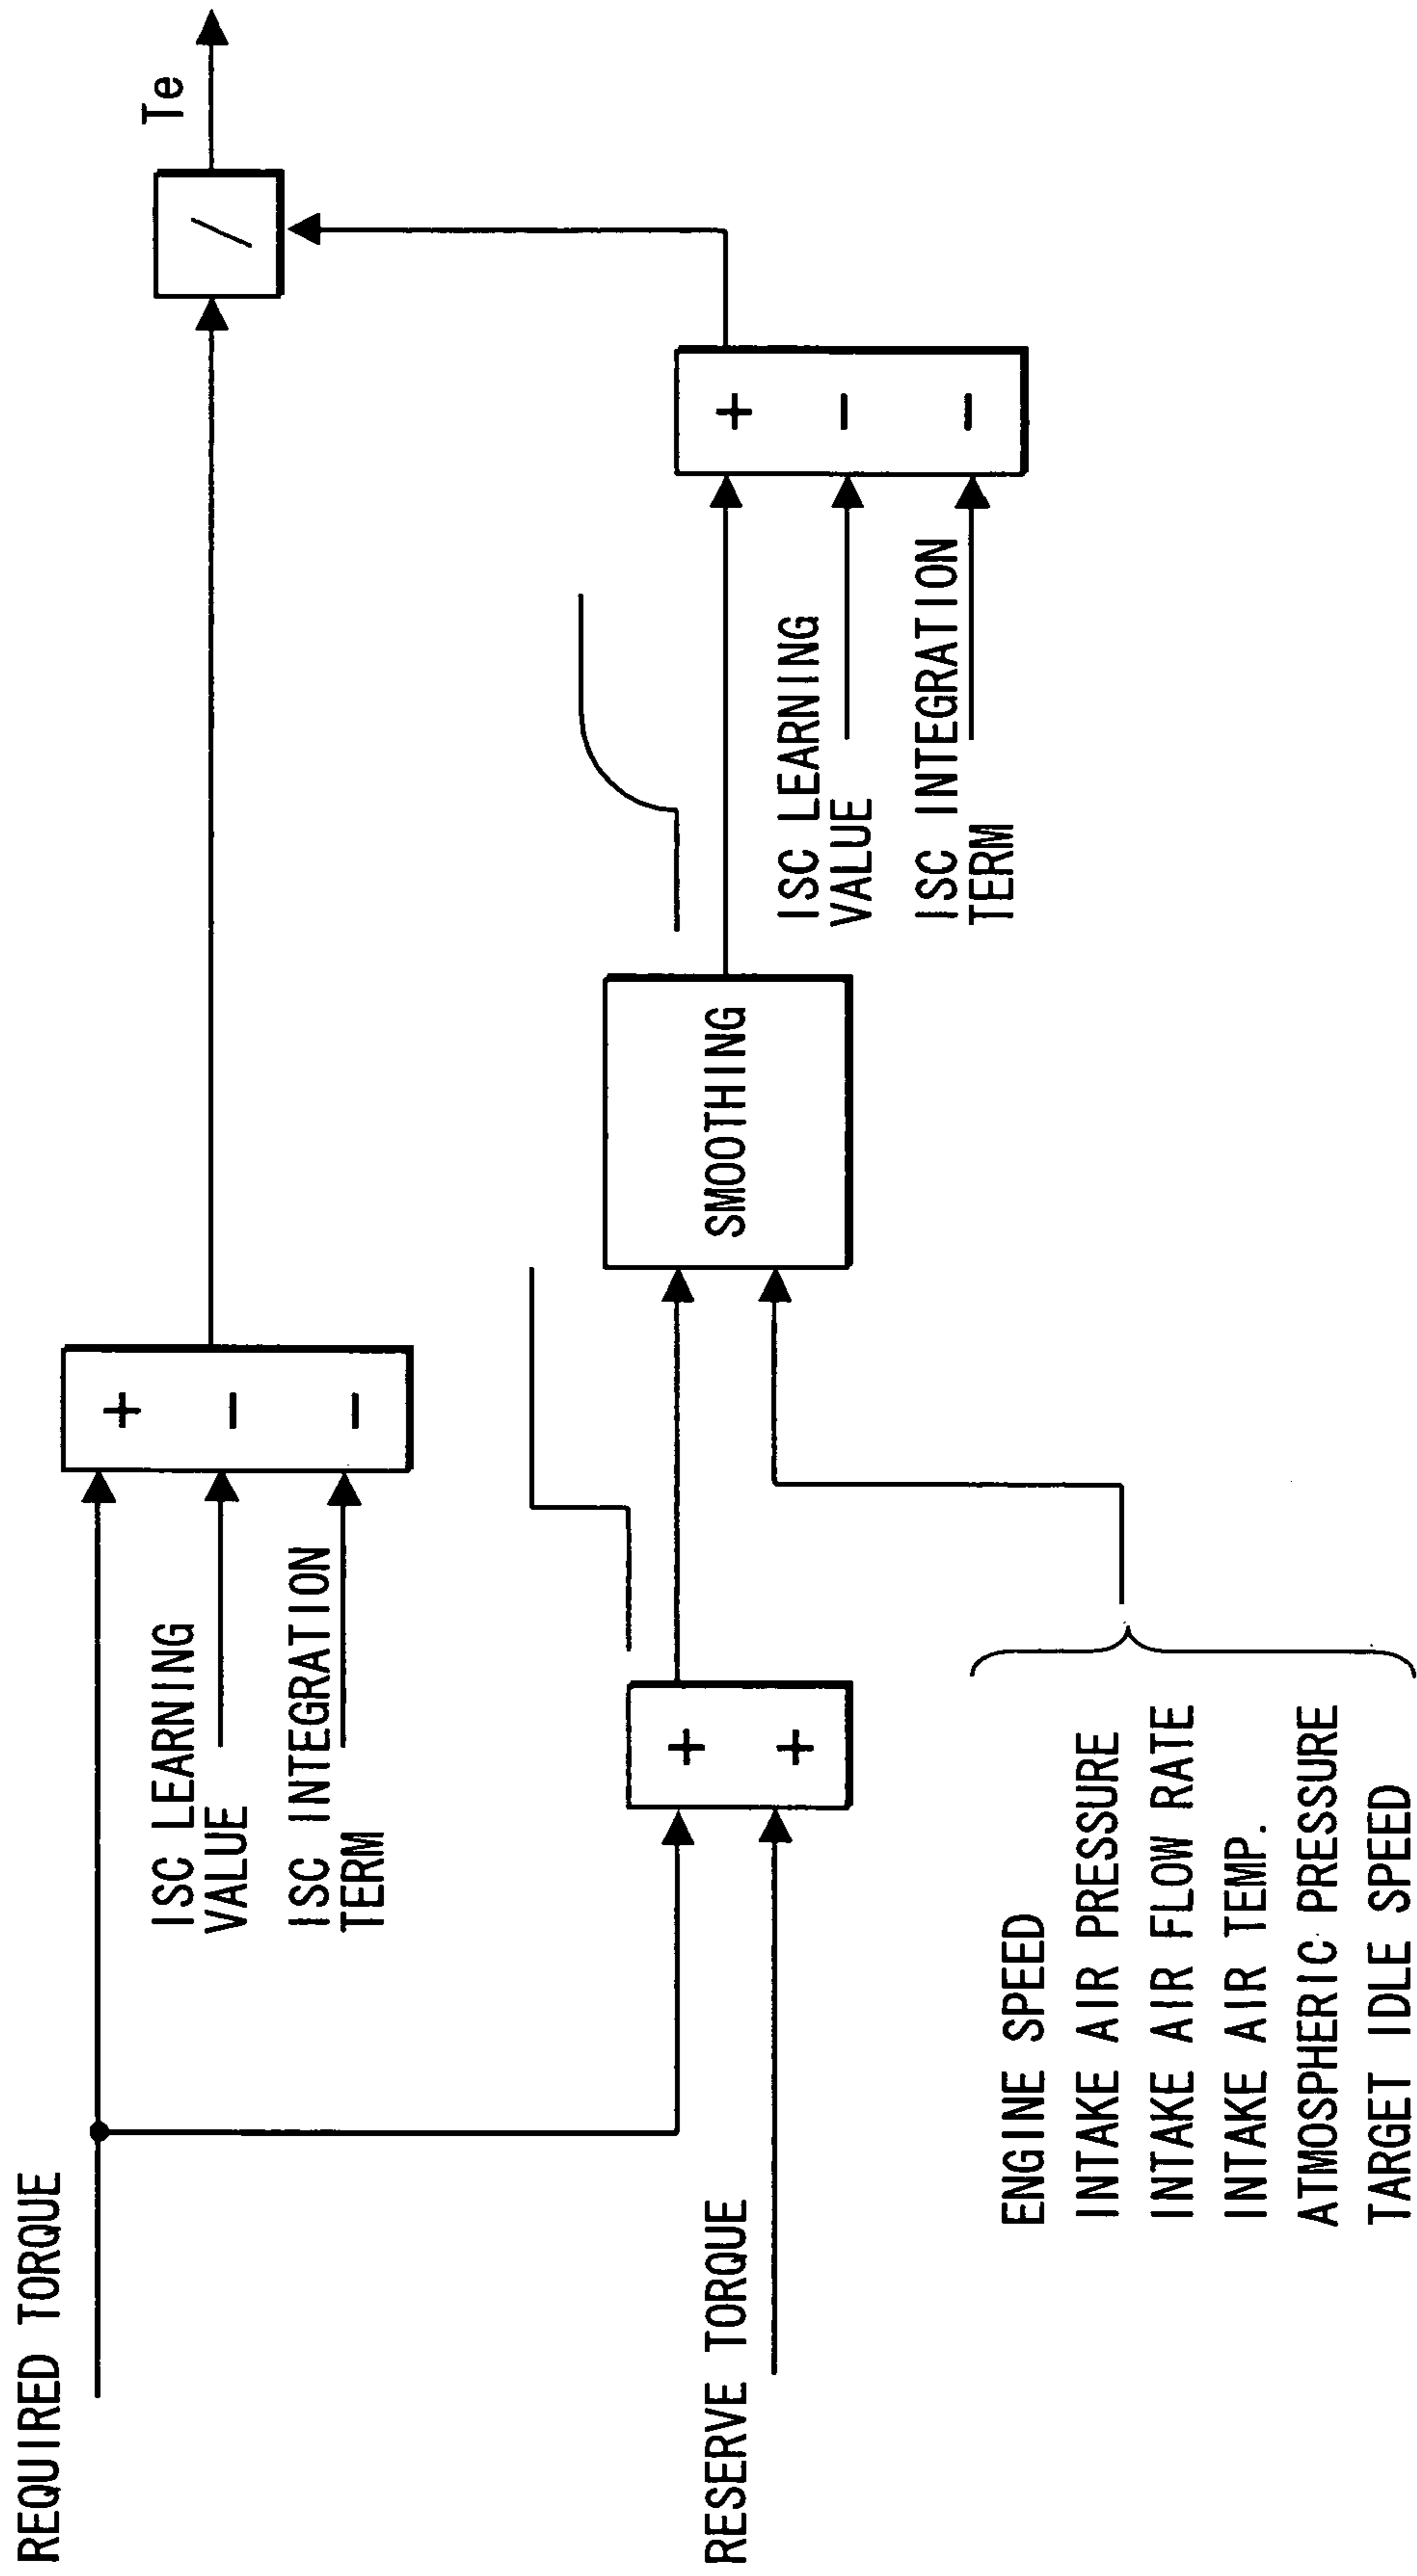 REQUIRED TORQUE
ISC LEARNING
VALUE
ISC INTEGRATION
TERM
+
-
-
/
Te
RESERVE TORQUE
+
+
SMOOTHING
ISC LEARNING
VALUE
ISC INTEGRATION
TERM
+
-
-
ENGINE SPEED
INTAKE AIR PRESSURE
INTAKE AIR FLOW RATE
INTAKE AIR TEMP.
ATMOSPHERIC PRESSURE
TARGET IDLE SPEED